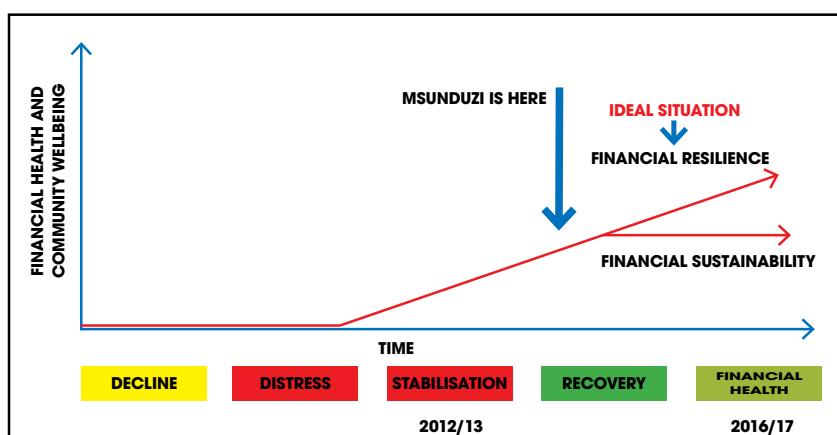 FINANCIAL HEALTH AND
COMMUNITY WELLBEING
MSUNDUZI IS HERE
IDEAL SITUATION
FINANCIAL RESILIENCE
FINANCIAL SUSTAINABILITY
TIME
DECLINE
DISTRESS
STABILISATION
RECOVERY
FINANCIAL
HEALTH
2012/13
2016/17